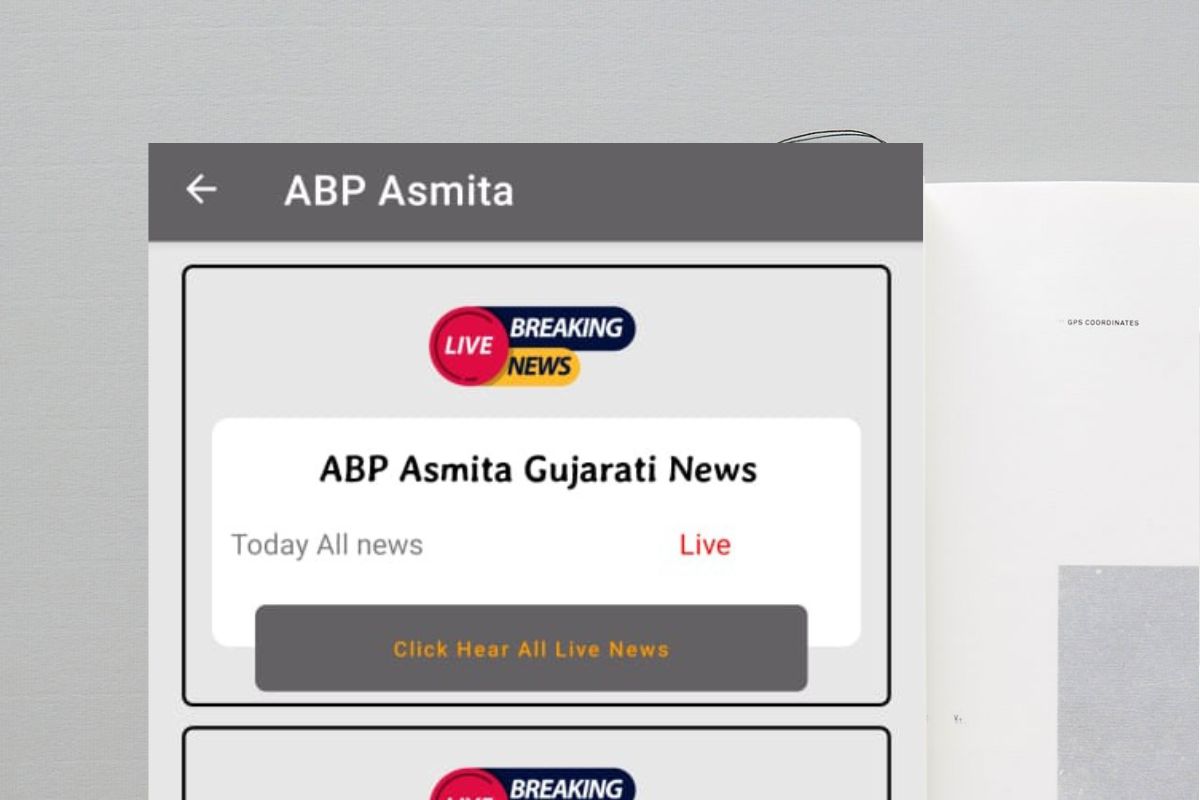 ABP Asmita
LIVE
BREAKING
NEWS
ABP Asmita Gujarati News
Today All news
Live
Click Hear All Live News
BREAKING
GPS COORDINATES
Y: